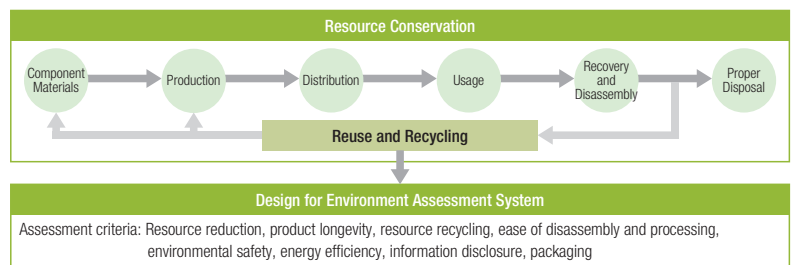 Resource Conservation
Component
Materials
Production
Distribution
Usage
Recovery
and
Disassembly
Proper
Disposal
Reuse and Recycling
Design for Environment Assessment System
Assessment criteria: Resource reduction, product longevity, resource recycling, ease of disassembly and processing,
environmental safety, energy efficiency, information disclosure, packaging